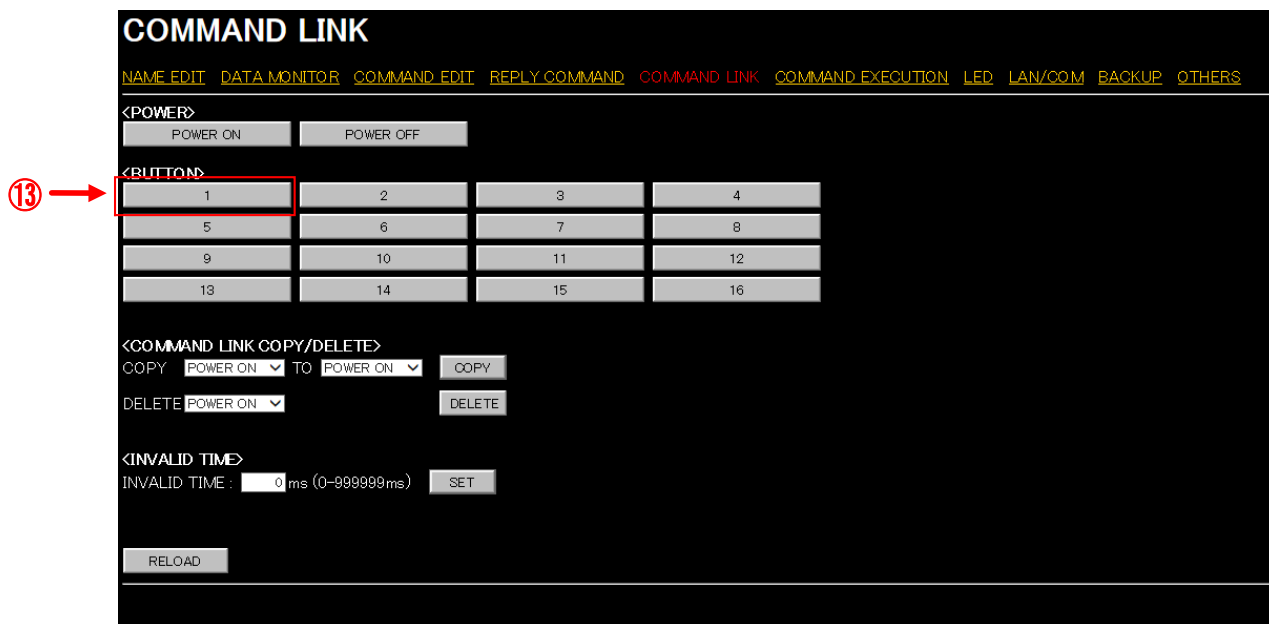 COMMAND LINK
NAME EDIT DATA MONITOR COMMAND EDIT REPLY COMMAND COMMAND LINK COMMAND EXECUTION LED LAN/COM BACKUP OTHERS
<POWER>
POWER ON POWER OFF
<BUTTON>
⑬ 1 2 3 4
5 6 7 8
9 10 11 12
13 14 15 16
<COMMAND LINK COPY/DELETE>
COPY POWER ON TO POWER ON COPY
DELETE POWER ON DELETE
<INVALID TIME>
INVALID TIME : 0 ms (0-999999ms) SET
RELOAD